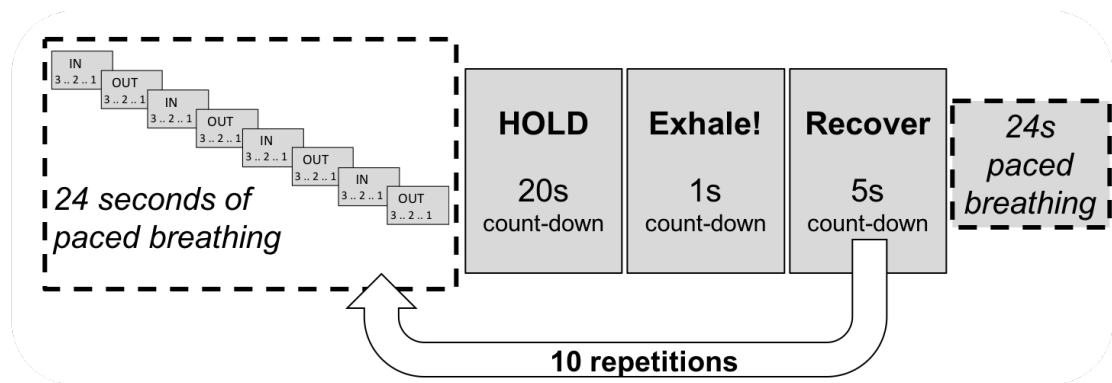 IN
3 .. 2 .. 1
OUT
3 .. 2 .. 1
IN
3 .. 2 .. 1
OUT
3 .. 2 .. 1
IN
3 .. 2 .. 1
OUT
3 .. 2 .. 1
IN
3 .. 2 .. 1
OUT
3 .. 2 .. 1
24 seconds of
paced breathing
HOLD
20s
count-down
Exhale!
1s
count-down
Recover
5s
count-down
24s
paced
breathing
10 repetitions